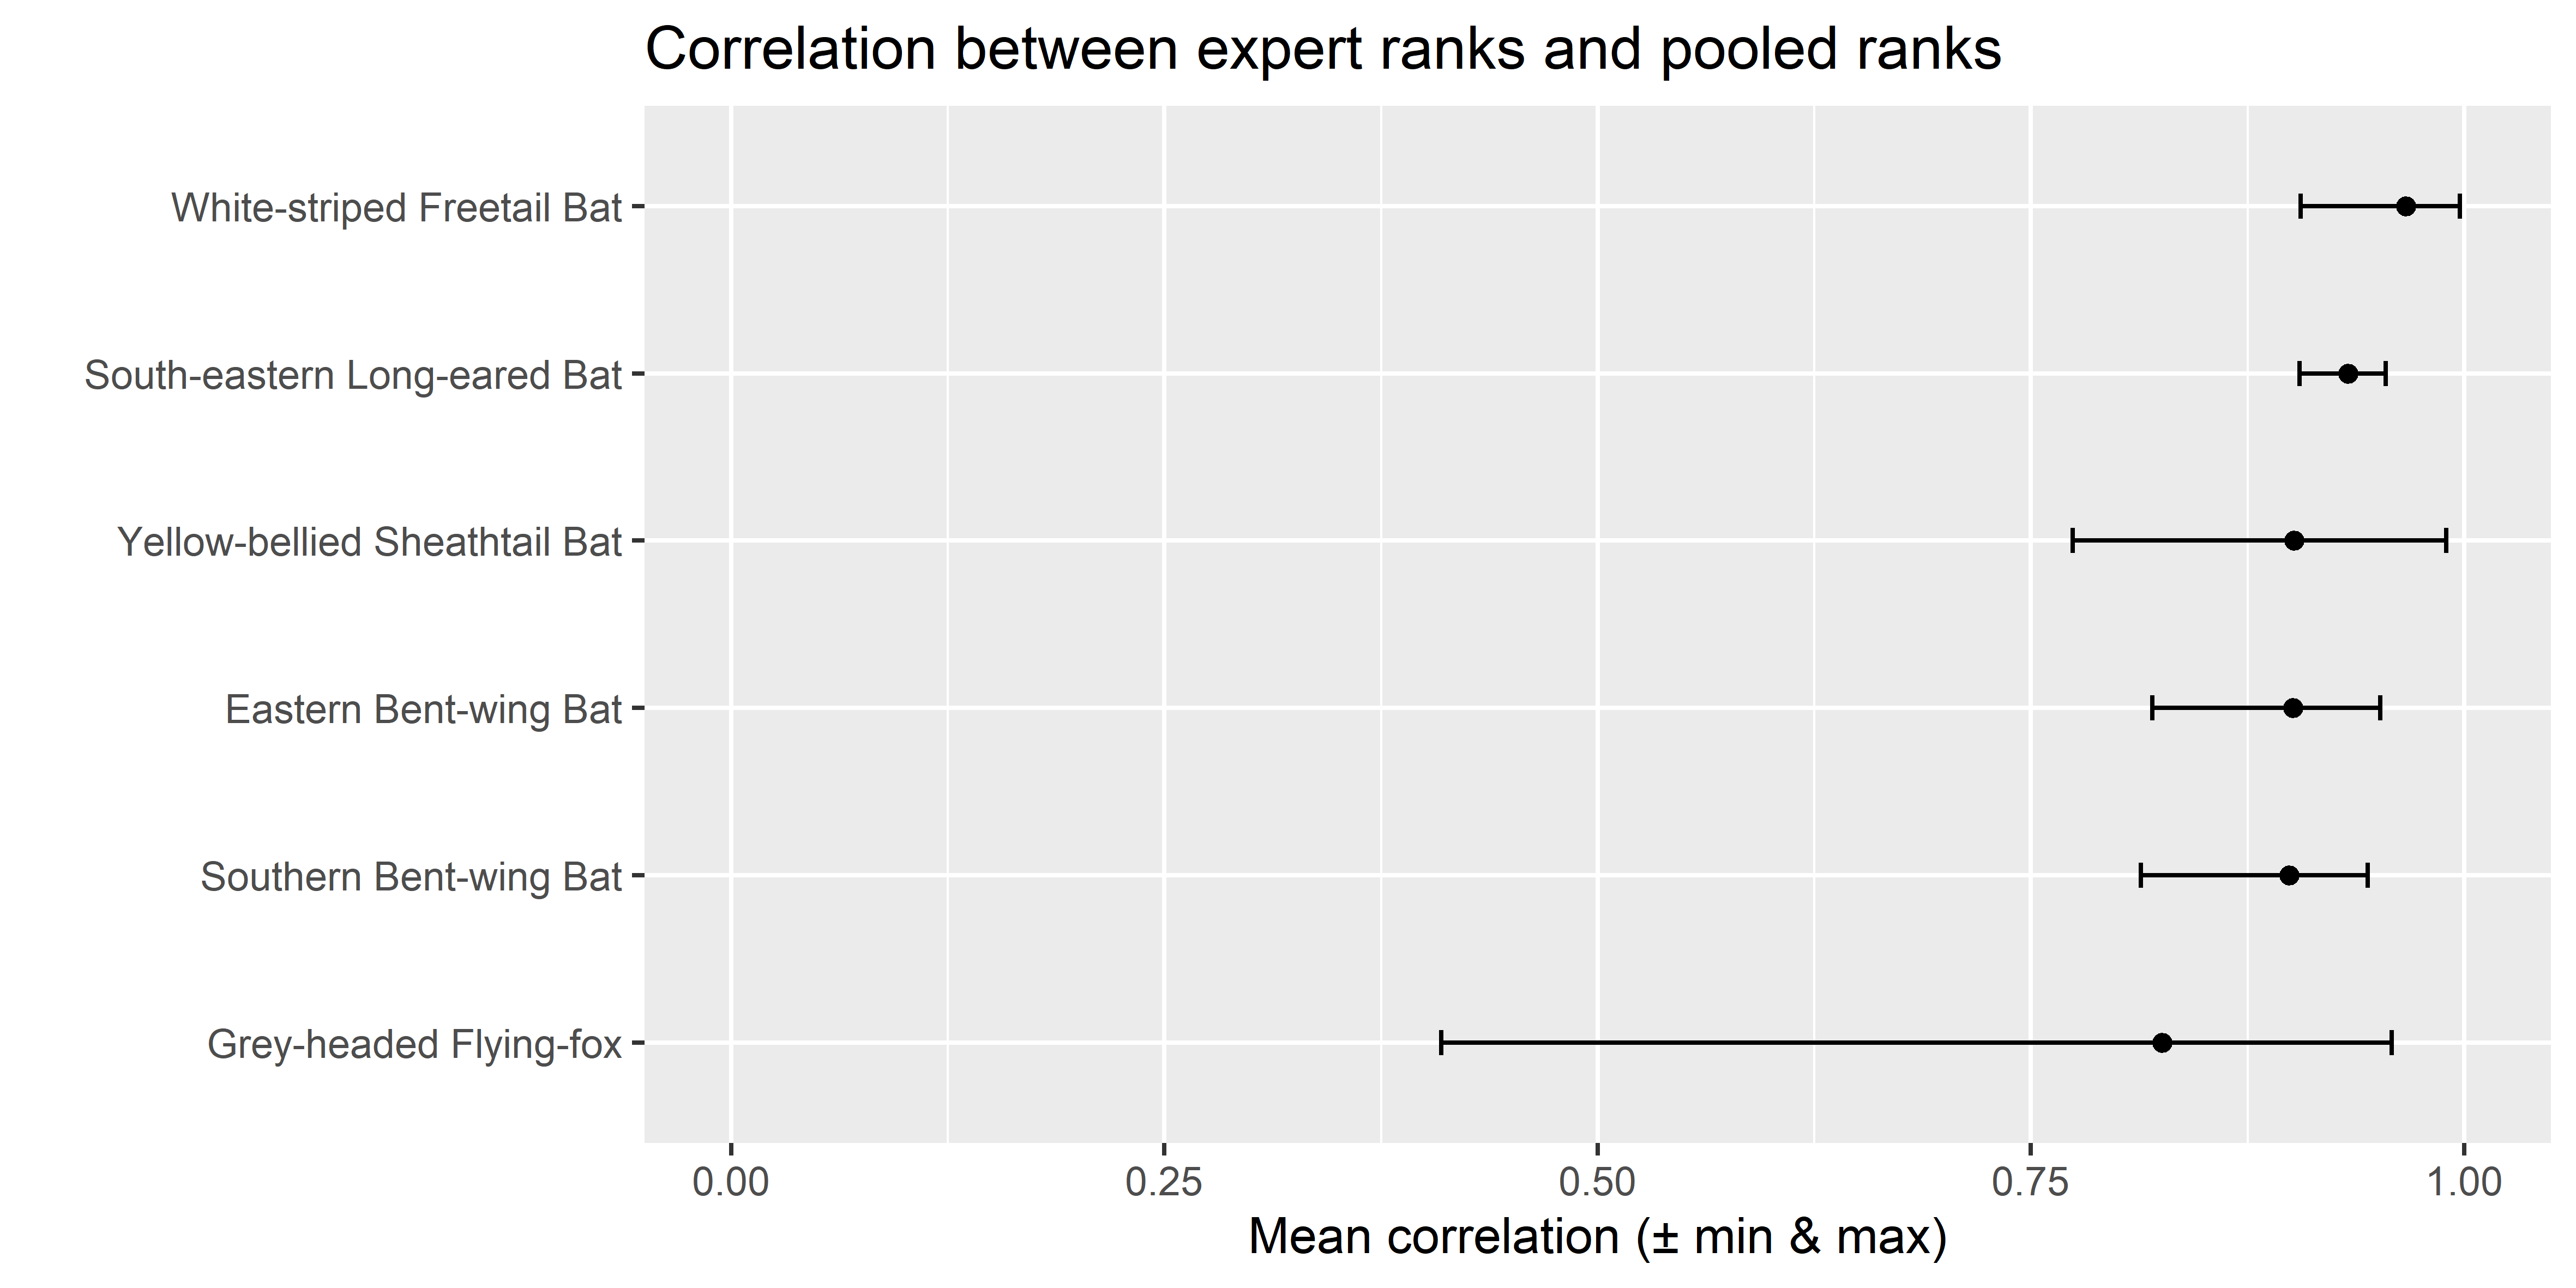 Correlation between expert ranks and pooled ranks
White-striped Freetail Bat
South-eastern Long-eared Bat
Yellow-bellied Sheathtail Bat
Eastern Bent-wing Bat
Southern Bent-wing Bat
Grey-headed Flying-fox
0.00 0.25 0.50 0.75 1.00
Mean correlation (± min & max)